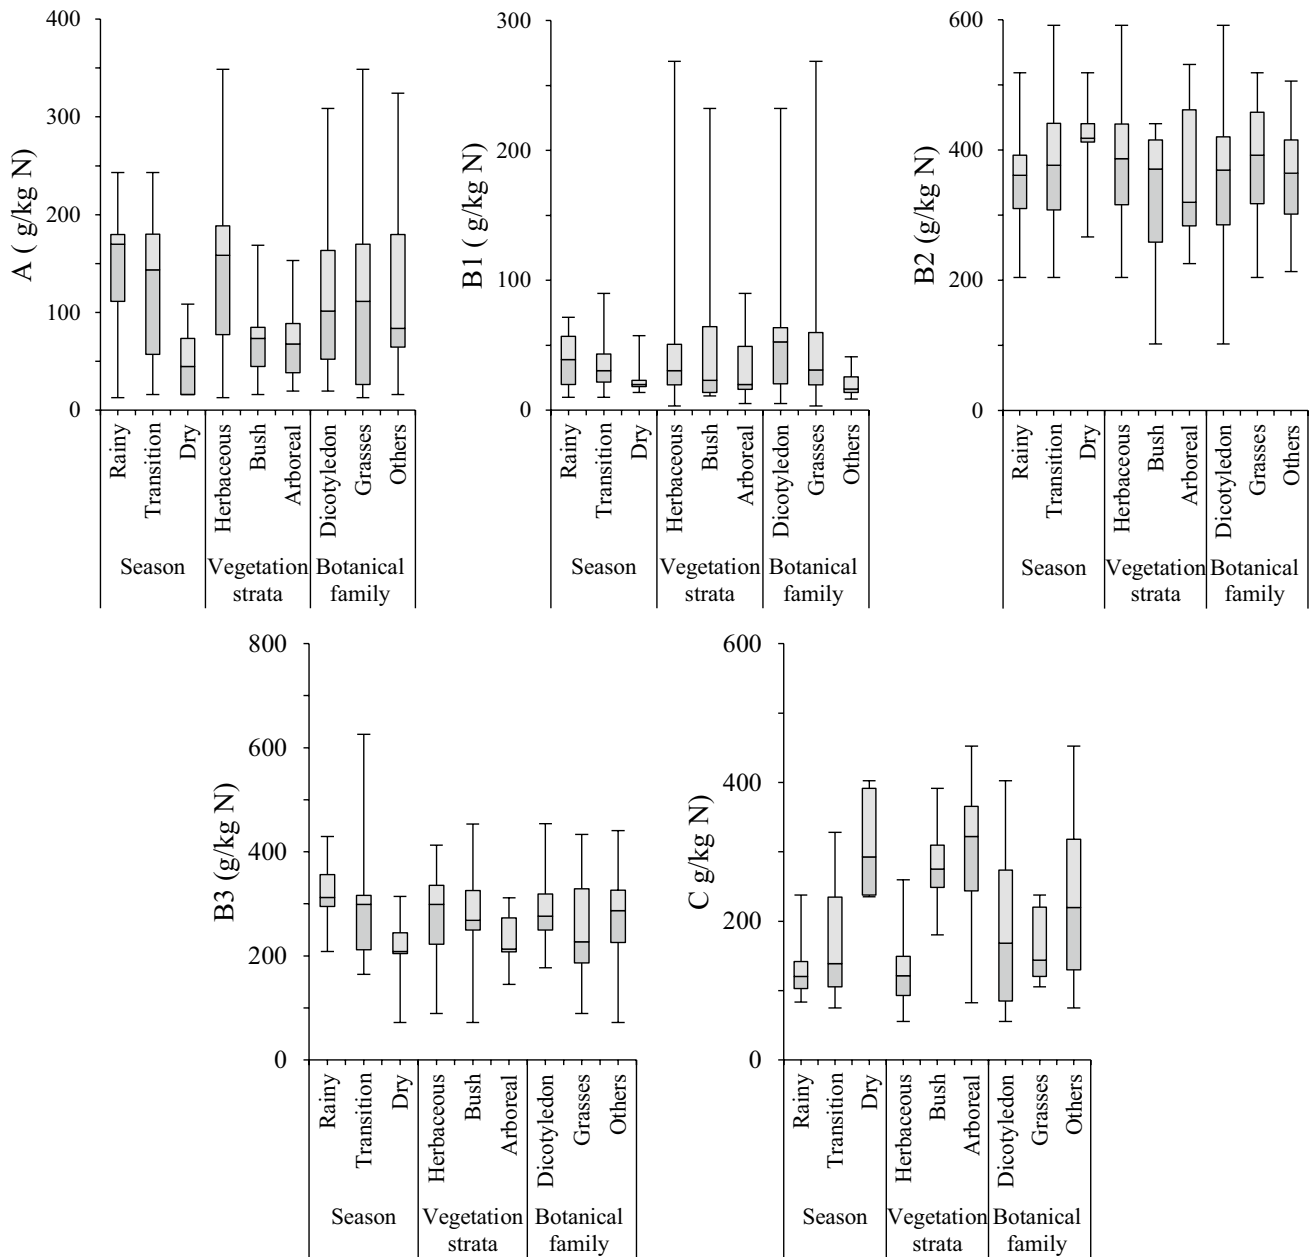 400
300
200
100
0
A ( g/kg N)
Rainy
Transition
Dry
Herbaceous
Bush
Arboreal
Dicotyledon
Grasses
Others
Season
Vegetation
strata
Botanical
family
300
200
100
0
B1 ( g/kg N)
Rainy
Transition
Dry
Herbaceous
Bush
Arboreal
Dicotyledon
Grasses
Others
Season
Vegetation
strata
Botanical
family
600
400
200
0
B2 (g/kg N)
Rainy
Transition
Dry
Herbaceous
Bush
Arboreal
Dicotyledon
Grasses
Others
Season
Vegetation
strata
Botanical
family
800
600
400
200
0
B3 (g/kg N)
Rainy
Transition
Dry
Herbaceous
Bush
Arboreal
Dicotyledon
Grasses
Others
Season
Vegetation
strata
Botanical
family
600
400
200
0
C g/kg N)
Rainy
Transition
Dry
Herbaceous
Bush
Arboreal
Dicotyledon
Grasses
Others
Season
Vegetation
strata
Botanical
family